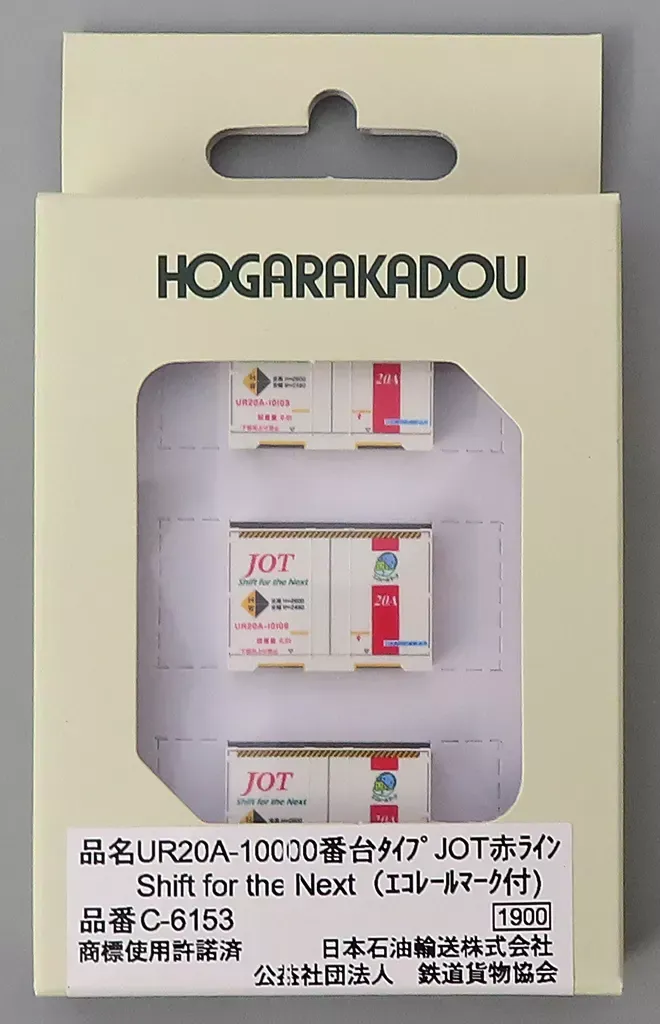 HOGARAKADOU
20A
UR20A-10103
JOT
Shift for the Next
20A
UR20A-10109
JOT
Shift for the Next
品名UR20A-10000番台ﾀｲﾌﾟ JOT赤ﾗｲﾝ
Shift for the Next（ｴｺﾚｰﾙﾏｰｸ付）
品番C-6153
1900
商標使用許諾済
日本石油輸送株式会社
公益社団法人 鉄道貨物協会